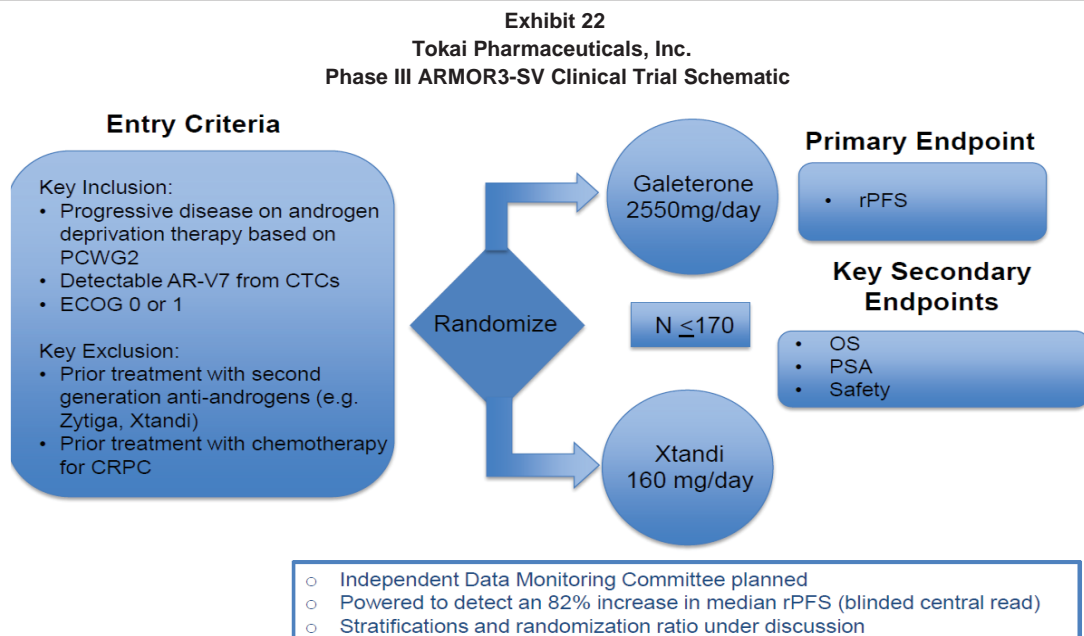 Exhibit 22
Tokai Pharmaceuticals, Inc.
Phase III ARMOR3-SV Clinical Trial Schematic
Entry Criteria
Key Inclusion:
• Progressive disease on androgen
deprivation therapy based on
PCWG2
• Detectable AR-V7 from CTCs
• ECOG 0 or 1
Key Exclusion:
• Prior treatment with second
generation anti-androgens (e.g.
Zytiga, Xtandi)
• Prior treatment with chemotherapy
for CRPC
Randomize
Galeterone
2550mg/day
N ≤170
Xtandi
160 mg/day
Primary Endpoint
• rPFS
Key Secondary
Endpoints
• OS
• PSA
• Safety
○ Independent Data Monitoring Committee planned
○ Powered to detect an 82% increase in median rPFS (blinded central read)
○ Stratifications and randomization ratio under discussion